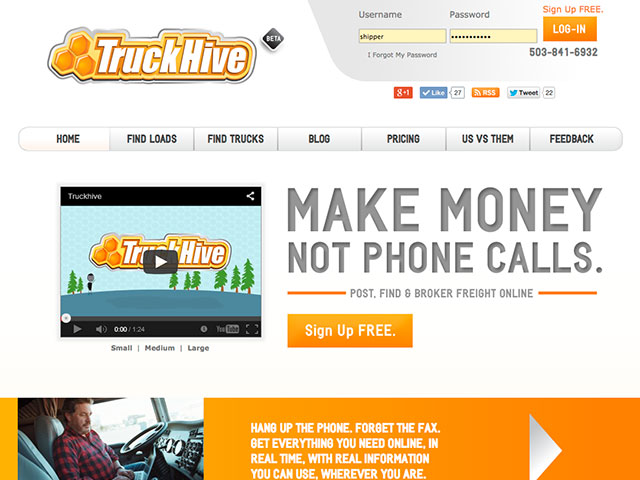 TruckHive
BETA
Username
Password
Sign Up FREE.
shipper
LOG-IN
I Forgot My Password
503-841-6932
g+1
Like
27
RSS
Tweet
22
HOME
FIND LOADS
FIND TRUCKS
BLOG
PRICING
US VS THEM
FEEDBACK
Truckhive
TruckHive
0:00 / 1:24
YouTube
Small | Medium | Large
MAKE MONEY
NOT PHONE CALLS.
POST, FIND & BROKER FREIGHT ONLINE
Sign Up FREE.
HANG UP THE PHONE. FORGET THE FAX.
GET EVERYTHING YOU NEED ONLINE, IN
REAL TIME, WITH REAL INFORMATION
YOU CAN USE, WHEREVER YOU ARE.